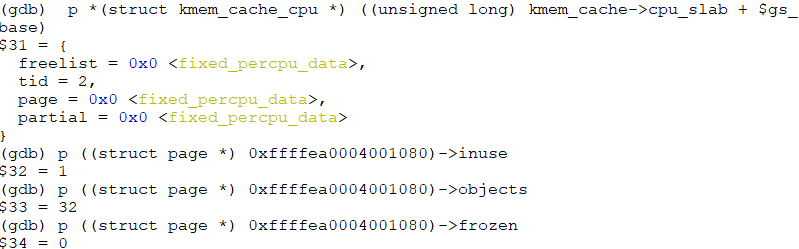 (gdb)  p *(struct kmem_cache_cpu *) ((unsigned long) kmem_cache->cpu_slab + $gs_
base)
$31 = {
  freelist = 0x0 <fixed_percpu_data>,
  tid = 2,
  page = 0x0 <fixed_percpu_data>,
  partial = 0x0 <fixed_percpu_data>
}
(gdb) p ((struct page *) 0xffffea0004001080)->inuse
$32 = 1
(gdb) p ((struct page *) 0xffffea0004001080)->objects
$33 = 32
(gdb) p ((struct page *) 0xffffea0004001080)->frozen
$34 = 0